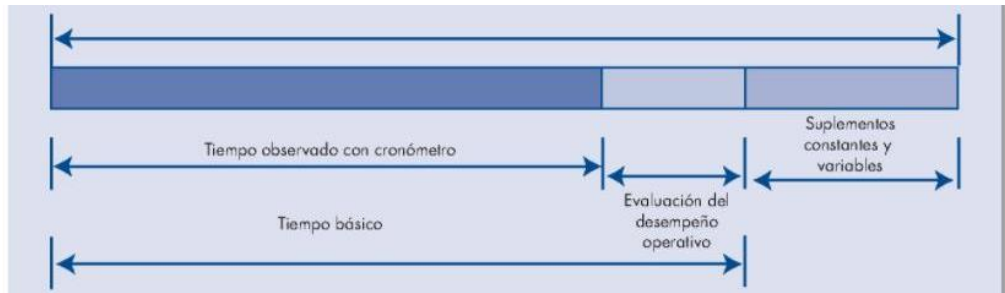 Suplementos
constantes y
variables
Tiempo observado con cronómetro
Evaluación del
desempeño
operativo
Tiempo básico